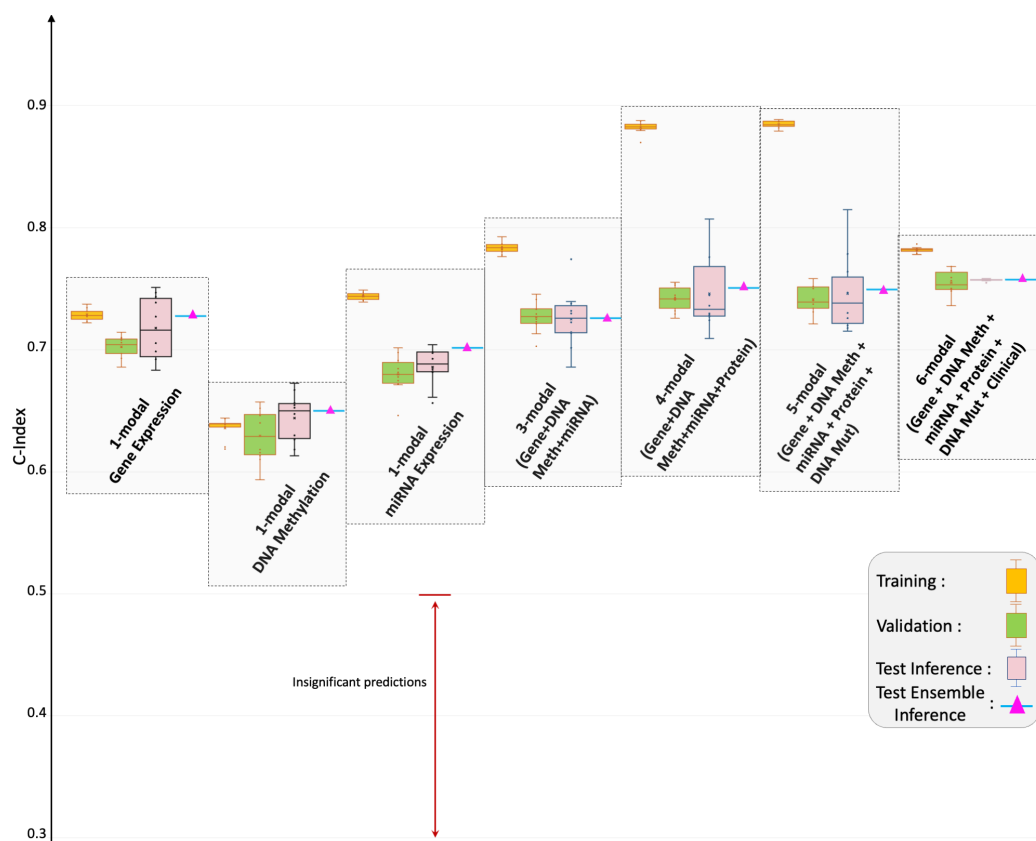 C-Index
0.9
0.8
0.7
0.6
0.5
0.4
0.3
1-modal
Gene Expression
1-modal
DNA Methylation
1-modal
miRNA Expression
3-modal
(Gene+DNA
Meth+miRNA)
4-modal
(Gene+DNA
Meth+miRNA+Protein)
5-modal
(Gene + DNA Meth +
miRNA + Protein +
DNA Mut)
6-modal
(Gene + DNA Meth +
miRNA + Protein +
DNA Mut + Clinical)
Insignificant predictions
Training :
Validation :
Test Inference :
Test Ensemble
Inference :